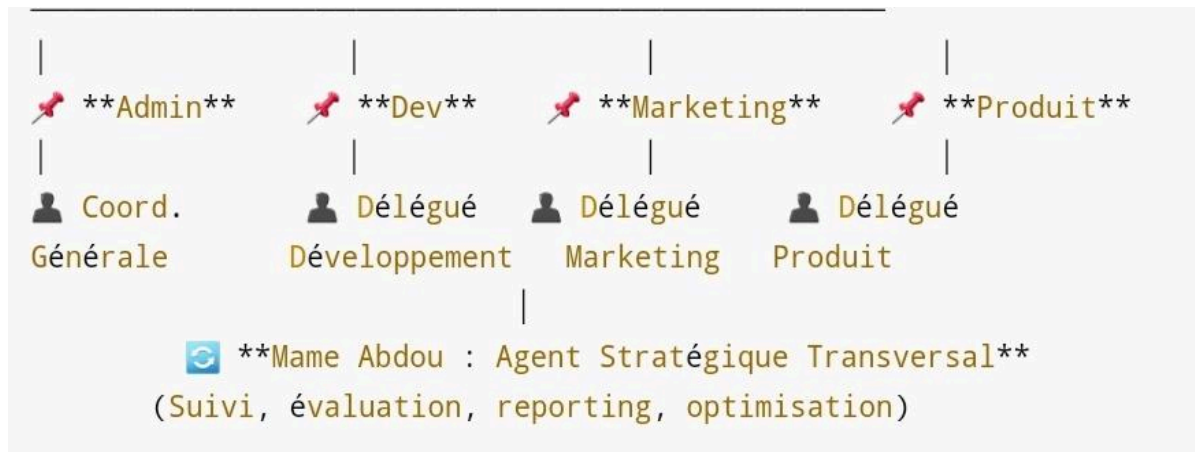 **Admin** **Dev** **Marketing** **Produit**
Coord. Délégué Délégué Délégué
Générale Développement Marketing Produit
**Mame Abdou : Agent Stratégique Transversal**
(Suivi, évaluation, reporting, optimisation)